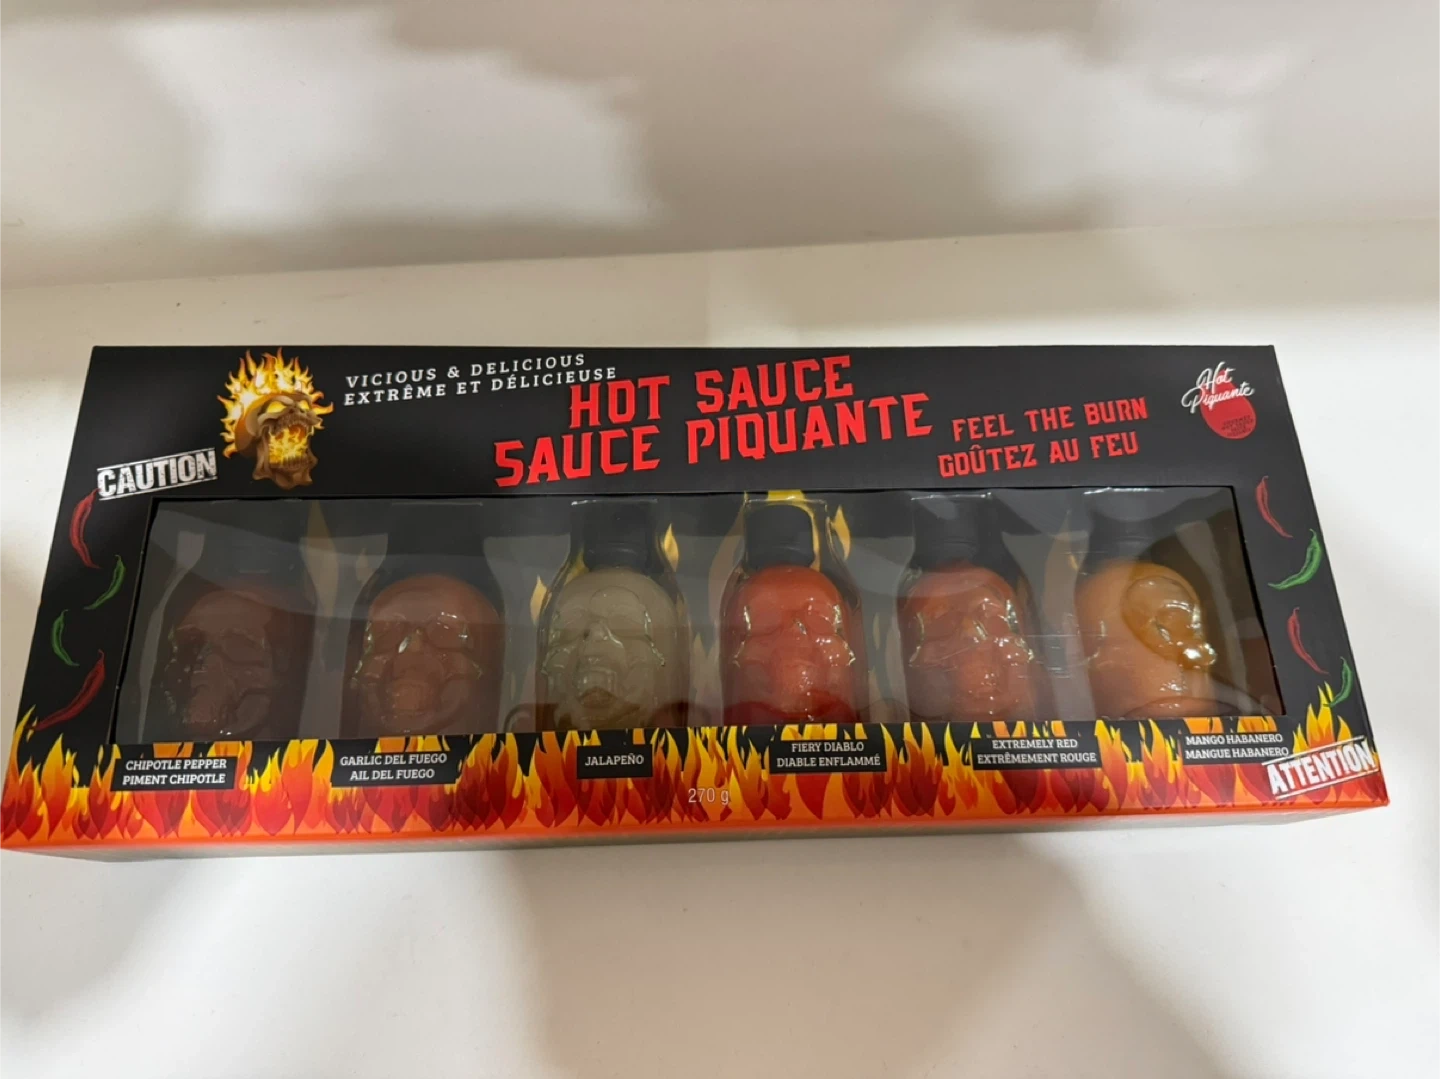 VICIOUS & DELICIOUS
EXTRÊME ET DÉLICIEUSE
HOT SAUCE
SAUCE PIQUANTE
FEEL THE BURN
GOÛTEZ AU FEU
Hot
Piquante
CAUTION
CHIPOTLE PEPPER
PIMENT CHIPOTLE
GARLIC DEL FUEGO
AIL DEL FUEGO
JALAPEÑO
FIERY DIABLO
DIABLE ENFLAMMÉ
EXTREMELY RED
EXTRÊMEMENT ROUGE
MANGO HABANERO
MANGUE HABANERO
ATTENTION
270 g